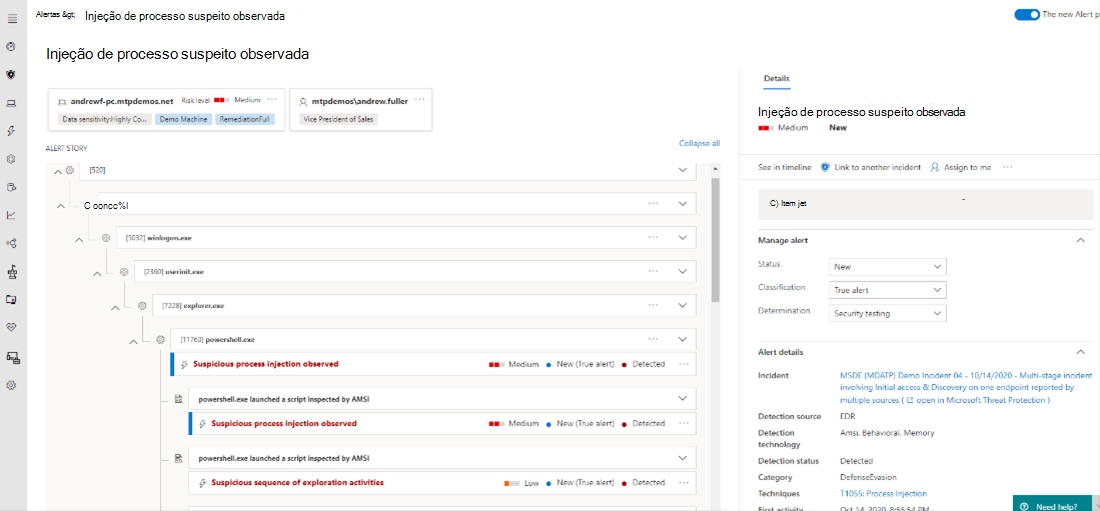 Alertas &gt; Injeção de processo suspeito observada
The new Alert p
Injeção de processo suspeito observada
andrewf-pc.mtpdemos.net Risk level Medium ...
Data sensitivity:Highly Co... Demo Machine RemediationFull
mtpdemos\andrew.fuller ...
Vice President of Sales
ALERT STORY
Collapse all
[520]
C oonco%l ...
[5032] winlogon.exe ...
[2360] userinit.exe ...
[7228] explorer.exe ...
[11760] powershell.exe ...
Suspicious process injection observed Medium New (True alert) Detected ...
powershell.exe launched a script inspected by AMSI
Suspicious process injection observed Medium New (True alert) Detected ...
powershell.exe launched a script inspected by AMSI
Suspicious sequence of exploration activities Low New (True alert) Detected ...
Details
Injeção de processo suspeito observada
Medium New
See in timeline Link to another incident Assign to me ...
C) Item jet –
Manage alert
Status New
Classification True alert
Determination Security testing
Alert details
Incident MSDE (MDATP) Demo Incident 04 - 10/14/2020 - Multi-stage incident
involving Initial access & Discovery on one endpoint reported by
multiple sources ( open in Microsoft Threat Protection )
Detection source EDR
Detection technology Amsi, Behavioral, Memory
Detection status Detected
Category DefenseEvasion
Techniques T1055: Process Injection
First activity Oct 14, 2020, 8:55:54 PM
Need help?